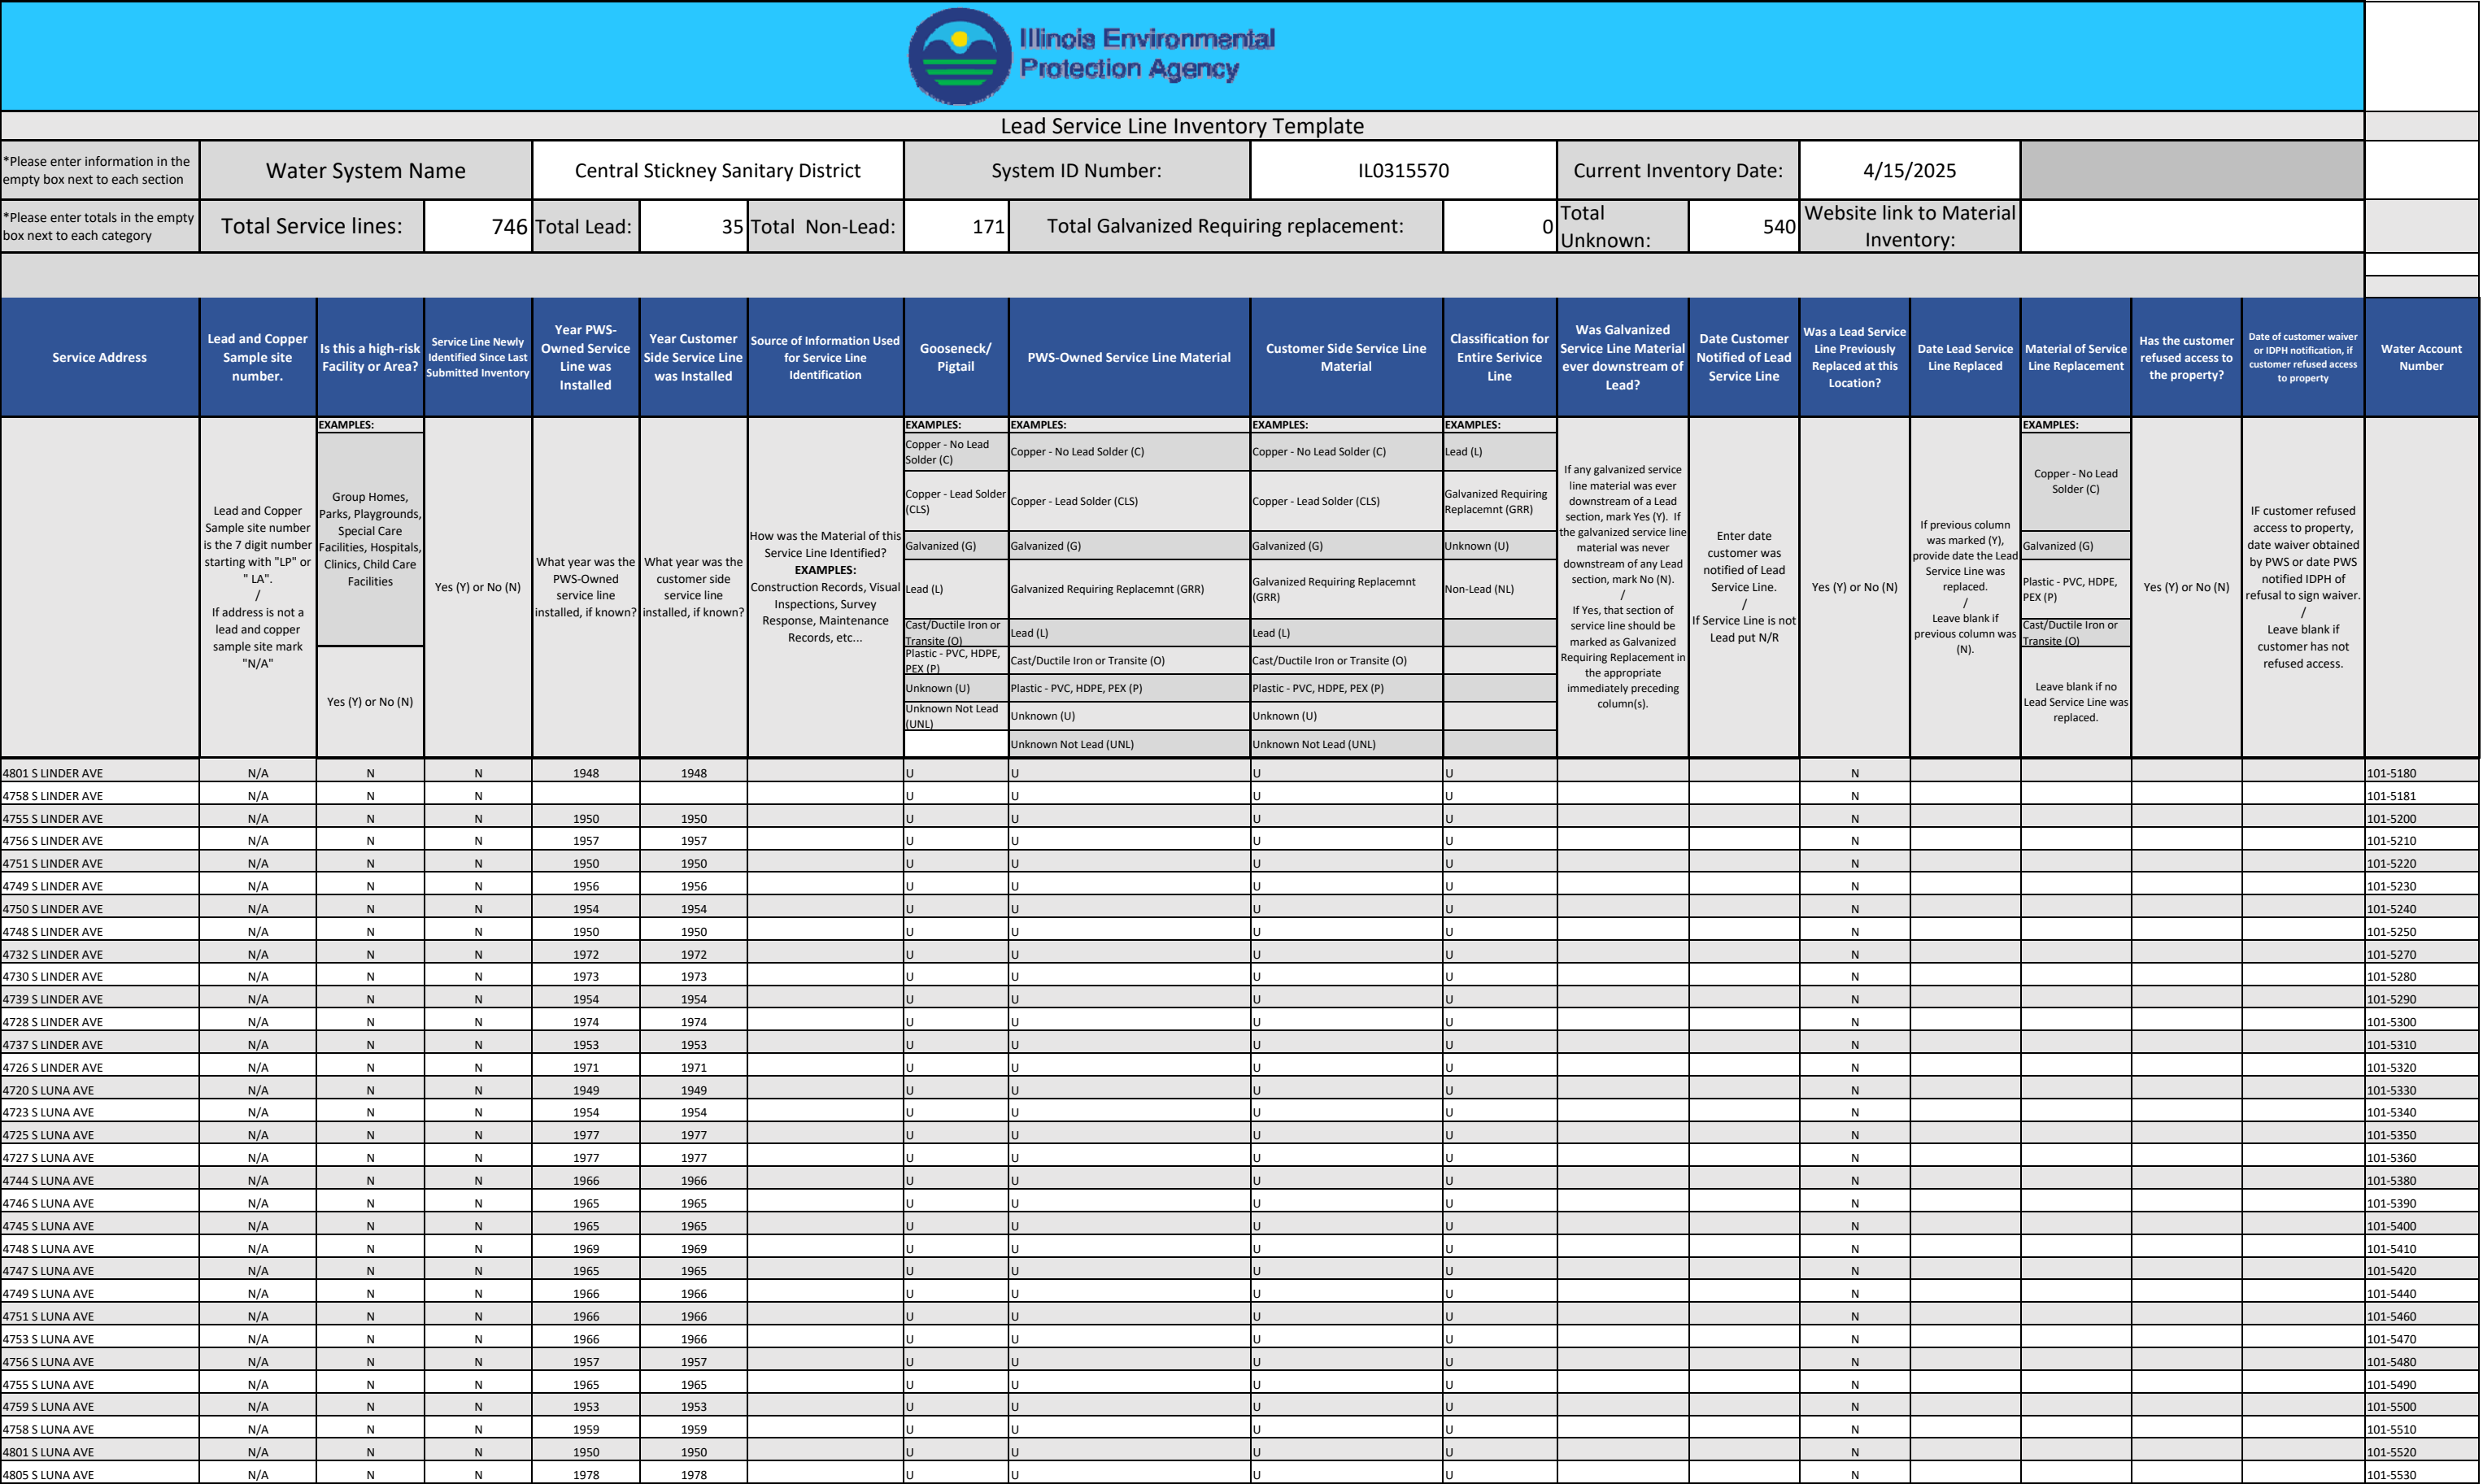 Illinois Environmental
Protection Agency
Lead Service Line Inventory Template
*Please enter information in the empty box next to each section
Water System Name
Central Stickney Sanitary District
System ID Number:
IL0315570
Current Inventory Date:
4/15/2025
*Please enter totals in the empty box next to each category
Total Service lines: 746 Total Lead: 35 Total Non-Lead: 171 Total Galvanized Requiring replacement: 0 Total Unknown: 540 Website link to Material Inventory:
Service Address
Lead and Copper Sample site number.
Is this a high-risk Facility or Area?
Service Line Newly Identified Since Last Submitted Inventory
Year PWS-Owned Service Line was Installed
Year Customer Side Service Line was Installed
Source of Information Used for Service Line Identification
Gooseneck/ Pigtail
PWS-Owned Service Line Material
Customer Side Service Line Material
Classification for Entire Serivice Line
Was Galvanized Service Line Material ever downstream of Lead?
Date Customer Notified of Lead Service Line
Was a Lead Service Line Previously Replaced at this Location?
Date Lead Service Line Replaced
Material of Service Line Replacement
Has the customer refused access to the property?
Date of customer waiver or IDPH notification, if customer refused access to property
Water Account Number
Lead and Copper Sample site number is the 7 digit number starting with "LP" or " LA".
/
If address is not a lead and copper sample site mark "N/A"
EXAMPLES:
Group Homes, Parks, Playgrounds, Special Care Facilities, Hospitals, Clinics, Child Care Facilities
Yes (Y) or No (N)
Yes (Y) or No (N)
What year was the PWS-Owned service line installed, if known?
What year was the customer side service line installed, if known?
How was the Material of this Service Line Identified?
EXAMPLES:
Construction Records, Visual Inspections, Survey Response, Maintenance Records, etc...
EXAMPLES:
Copper - No Lead Solder (C)
Copper - Lead Solder (CLS)
Galvanized (G)
Lead (L)
Cast/Ductile Iron or Transite (O)
Plastic - PVC, HDPE, PEX (P)
Unknown (U)
Unknown Not Lead (UNL)
EXAMPLES:
Copper - No Lead Solder (C)
Copper - Lead Solder (CLS)
Galvanized (G)
Galvanized Requiring Replacemnt (GRR)
Lead (L)
Cast/Ductile Iron or Transite (O)
Plastic - PVC, HDPE, PEX (P)
Unknown (U)
Unknown Not Lead (UNL)
EXAMPLES:
Copper - No Lead Solder (C)
Copper - Lead Solder (CLS)
Galvanized (G)
Galvanized Requiring Replacemnt (GRR)
Lead (L)
Cast/Ductile Iron or Transite (O)
Plastic - PVC, HDPE, PEX (P)
Unknown (U)
Unknown Not Lead (UNL)
EXAMPLES:
Lead (L)
Galvanized Requiring Replacemnt (GRR)
Unknown (U)
Non-Lead (NL)
If any galvanized service line material was ever downstream of a Lead section, mark Yes (Y). If the galvanized service line material was never downstream of any Lead section, mark No (N).
/
If Yes, that section of service line should be marked as Galvanized Requiring Replacement in the appropriate immediately preceding column(s).
Enter date customer was notified of Lead Service Line.
/
If Service Line is not Lead put N/R
Yes (Y) or No (N)
If previous column was marked (Y), provide date the Lead Service Line was replaced.
/
Leave blank if previous column was (N).
EXAMPLES:
Copper - No Lead Solder (C)
Galvanized (G)
Plastic - PVC, HDPE, PEX (P)
Cast/Ductile Iron or Transite (O)
Leave blank if no Lead Service Line was replaced.
Yes (Y) or No (N)
IF customer refused access to property, date waiver obtained by PWS or date PWS notified IDPH of refusal to sign waiver.
/
Leave blank if customer has not refused access.
4801 S LINDER AVE N/A N N 1948 1948 U U U U N 101-5180
4758 S LINDER AVE N/A N N U U U U N 101-5181
4755 S LINDER AVE N/A N N 1950 1950 U U U U N 101-5200
4756 S LINDER AVE N/A N N 1957 1957 U U U U N 101-5210
4751 S LINDER AVE N/A N N 1950 1950 U U U U N 101-5220
4749 S LINDER AVE N/A N N 1956 1956 U U U U N 101-5230
4750 S LINDER AVE N/A N N 1954 1954 U U U U N 101-5240
4748 S LINDER AVE N/A N N 1950 1950 U U U U N 101-5250
4732 S LINDER AVE N/A N N 1972 1972 U U U U N 101-5270
4730 S LINDER AVE N/A N N 1973 1973 U U U U N 101-5280
4739 S LINDER AVE N/A N N 1954 1954 U U U U N 101-5290
4728 S LINDER AVE N/A N N 1974 1974 U U U U N 101-5300
4737 S LINDER AVE N/A N N 1953 1953 U U U U N 101-5310
4726 S LINDER AVE N/A N N 1971 1971 U U U U N 101-5320
4720 S LUNA AVE N/A N N 1949 1949 U U U U N 101-5330
4723 S LUNA AVE N/A N N 1954 1954 U U U U N 101-5340
4725 S LUNA AVE N/A N N 1977 1977 U U U U N 101-5350
4727 S LUNA AVE N/A N N 1977 1977 U U U U N 101-5360
4744 S LUNA AVE N/A N N 1966 1966 U U U U N 101-5380
4746 S LUNA AVE N/A N N 1965 1965 U U U U N 101-5390
4745 S LUNA AVE N/A N N 1965 1965 U U U U N 101-5400
4748 S LUNA AVE N/A N N 1969 1969 U U U U N 101-5410
4747 S LUNA AVE N/A N N 1965 1965 U U U U N 101-5420
4749 S LUNA AVE N/A N N 1966 1966 U U U U N 101-5440
4751 S LUNA AVE N/A N N 1966 1966 U U U U N 101-5460
4753 S LUNA AVE N/A N N 1966 1966 U U U U N 101-5470
4756 S LUNA AVE N/A N N 1957 1957 U U U U N 101-5480
4755 S LUNA AVE N/A N N 1965 1965 U U U U N 101-5490
4759 S LUNA AVE N/A N N 1953 1953 U U U U N 101-5500
4758 S LUNA AVE N/A N N 1959 1959 U U U U N 101-5510
4801 S LUNA AVE N/A N N 1950 1950 U U U U N 101-5520
4805 S LUNA AVE N/A N N 1978 1978 U U U U N 101-5530